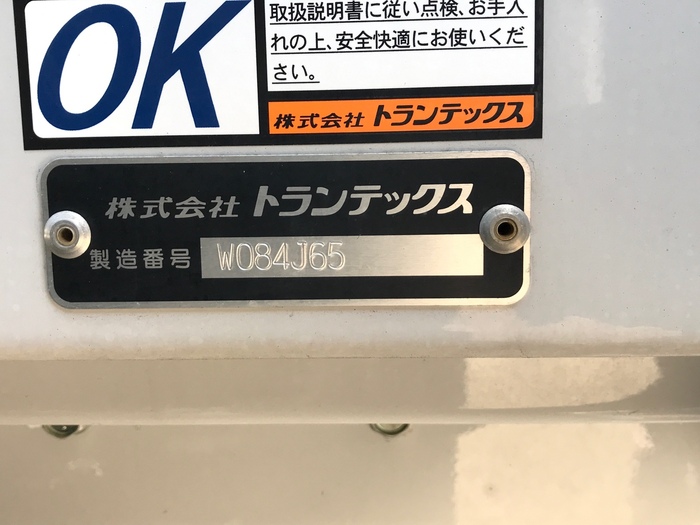 OK
取扱説明書に従い点検、お手入
れの上、安全快適にお使いくだ
さい。
株式会社 トランテックス
株式会社 トランテックス
製造番号 W084J65